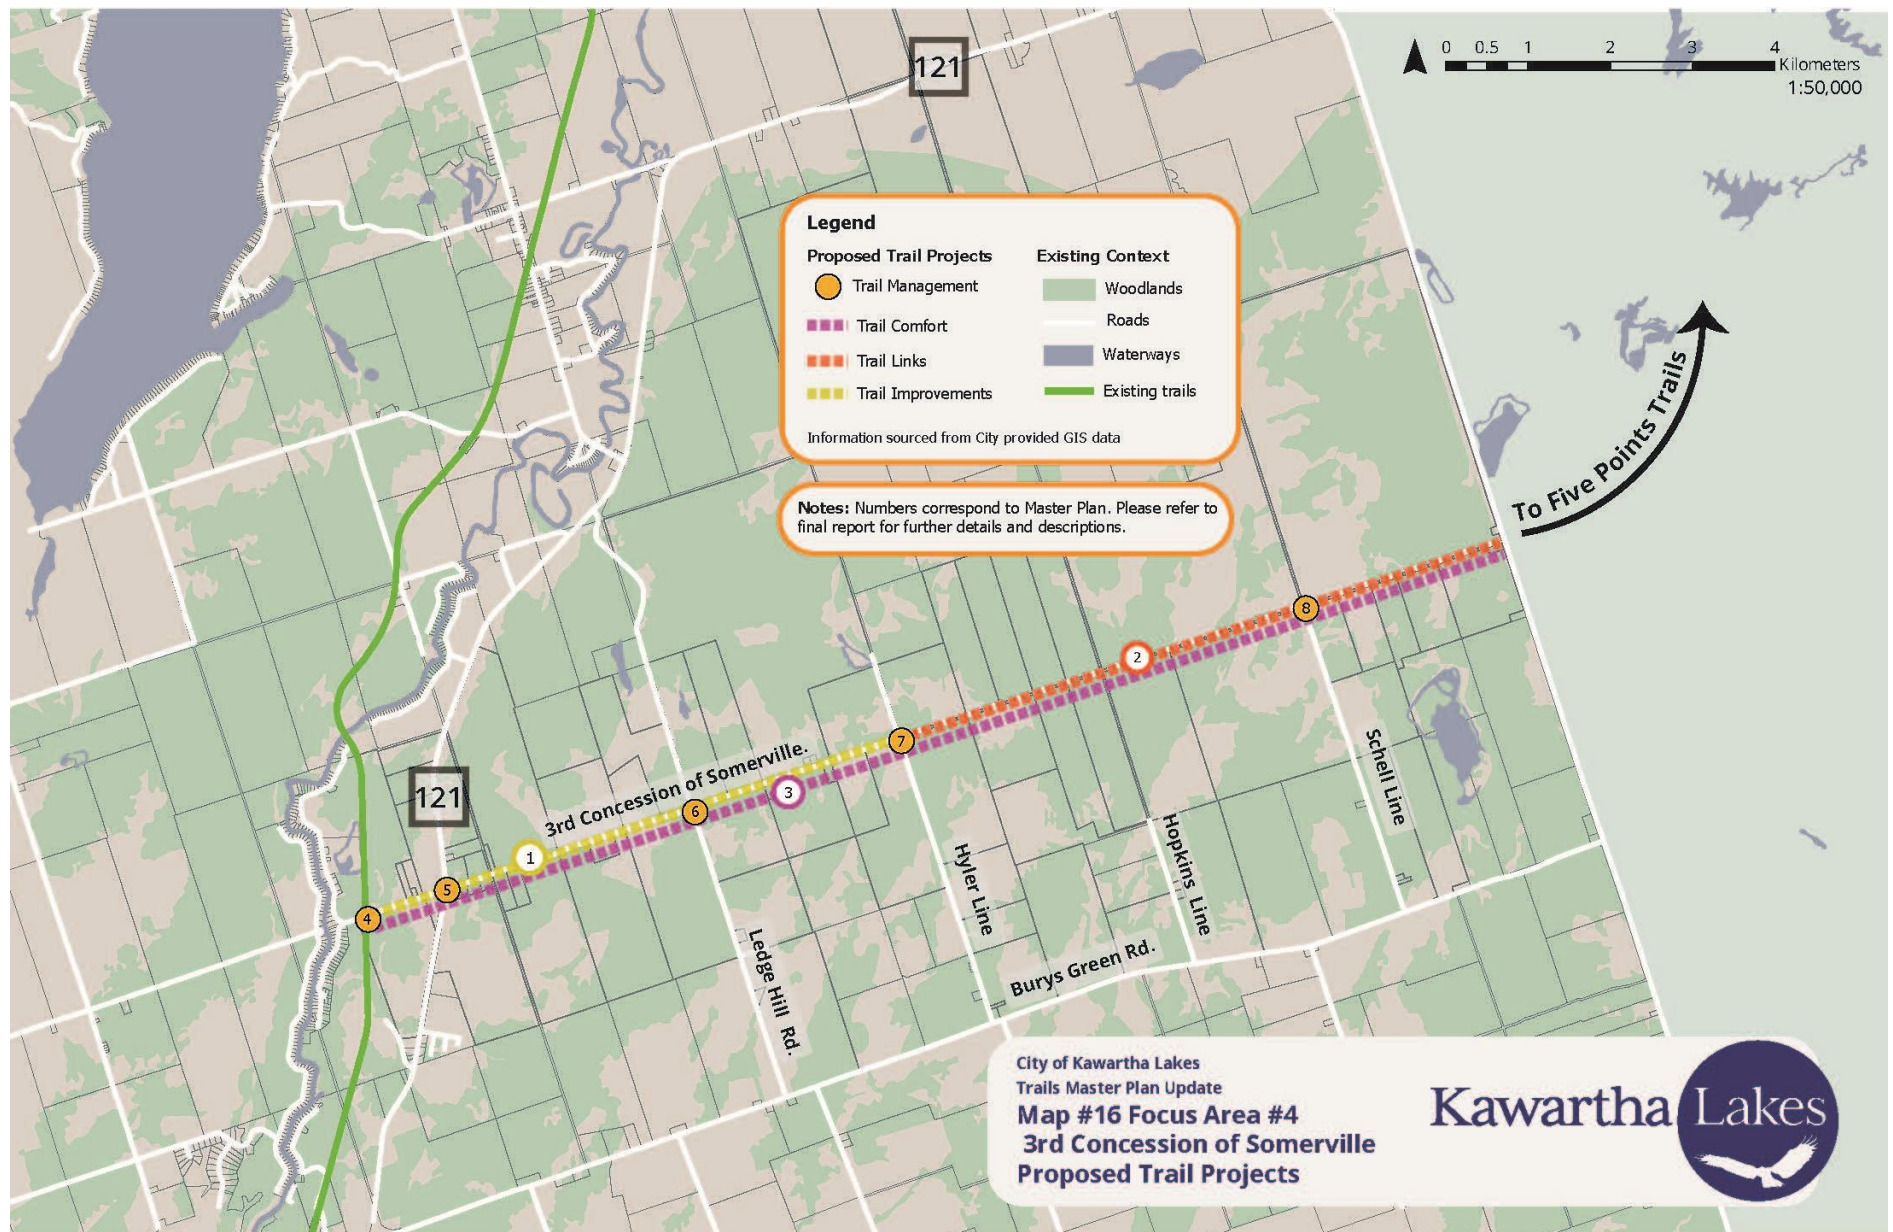 121
0 0.5 1 2 3 4
Kilometers
1:50,000
Legend
Proposed Trail Projects
Trail Management
Trail Comfort
Trail Links
Trail Improvements
Existing Context
Woodlands
Roads
Waterways
Existing trails
Information sourced from City provided GIS data
Notes: Numbers correspond to Master Plan. Please refer to
final report for further details and descriptions.
To Five Points Trails
8
2
7
3rd Concession of Somerville.
3
6
1
5
4
121
Schell Line
Hopkins Line
Hyler Line
Ledge Hill Rd.
Burys Green Rd.
City of Kawartha Lakes
Trails Master Plan Update
Map #16 Focus Area #4
3rd Concession of Somerville
Proposed Trail Projects
Kawartha Lakes